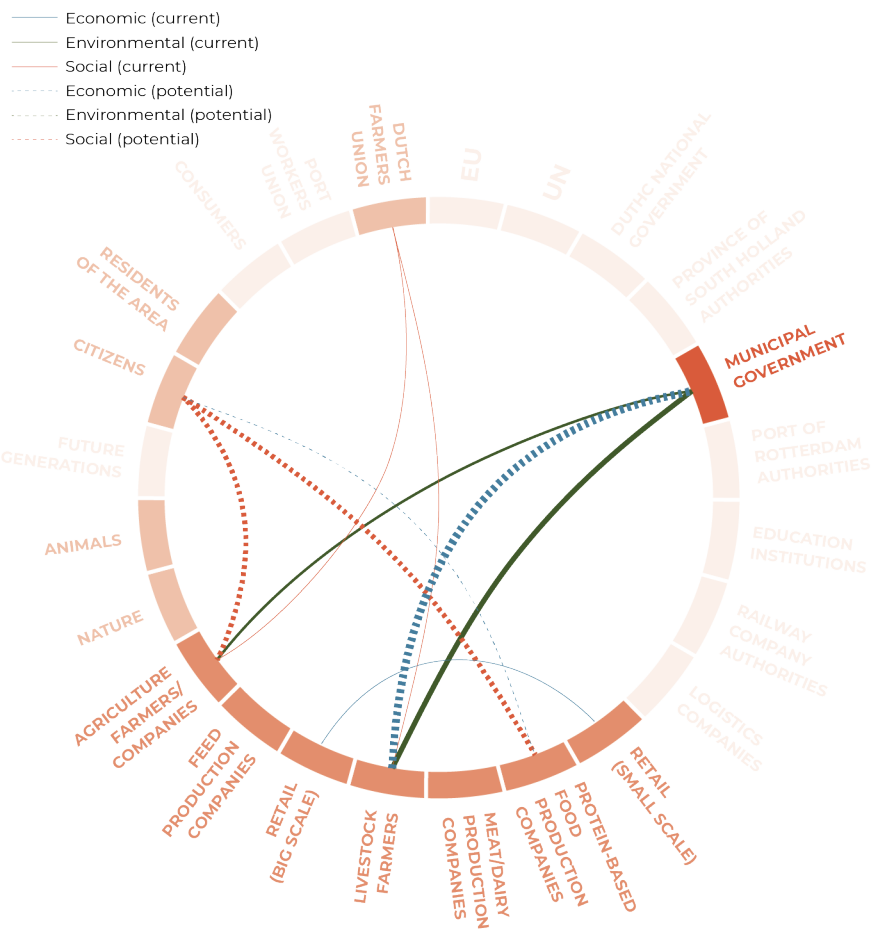 Economic (current)
Environmental (current)
Social (current)
Economic (potential)
Environmental (potential)
Social (potential)
DUTCH
FARMERS
UNION
EU
UN
DUTHC NATIONAL
GOVERNMENT
PROVINCE OF
SOUTH HOLLAND
AUTHORITIES
MUNICIPAL
GOVERNMENT
PORT OF
ROTTERDAM
AUTHORITIES
EDUCATION
INSTITUTIONS
RAILWAY
COMPANY
AUTHORITIES
LOGISTICS
COMPANIES
RETAIL
(SMALL SCALE)
PROTEIN-BASED
FOOD
PRODUCTION
COMPANIES
MEAT/DAIRY
PRODUCTION
COMPANIES
LIVESTOCK
FARMERS
RETAIL
(BIG SCALE)
FEED
PRODUCTION
COMPANIES
AGRICULTURE
FARMERS/
COMPANIES
NATURE
ANIMALS
FUTURE
GENERATIONS
CITIZENS
RESIDENTS
OF THE AREA
CONSUMERS
PORT
WORKERS
UNION